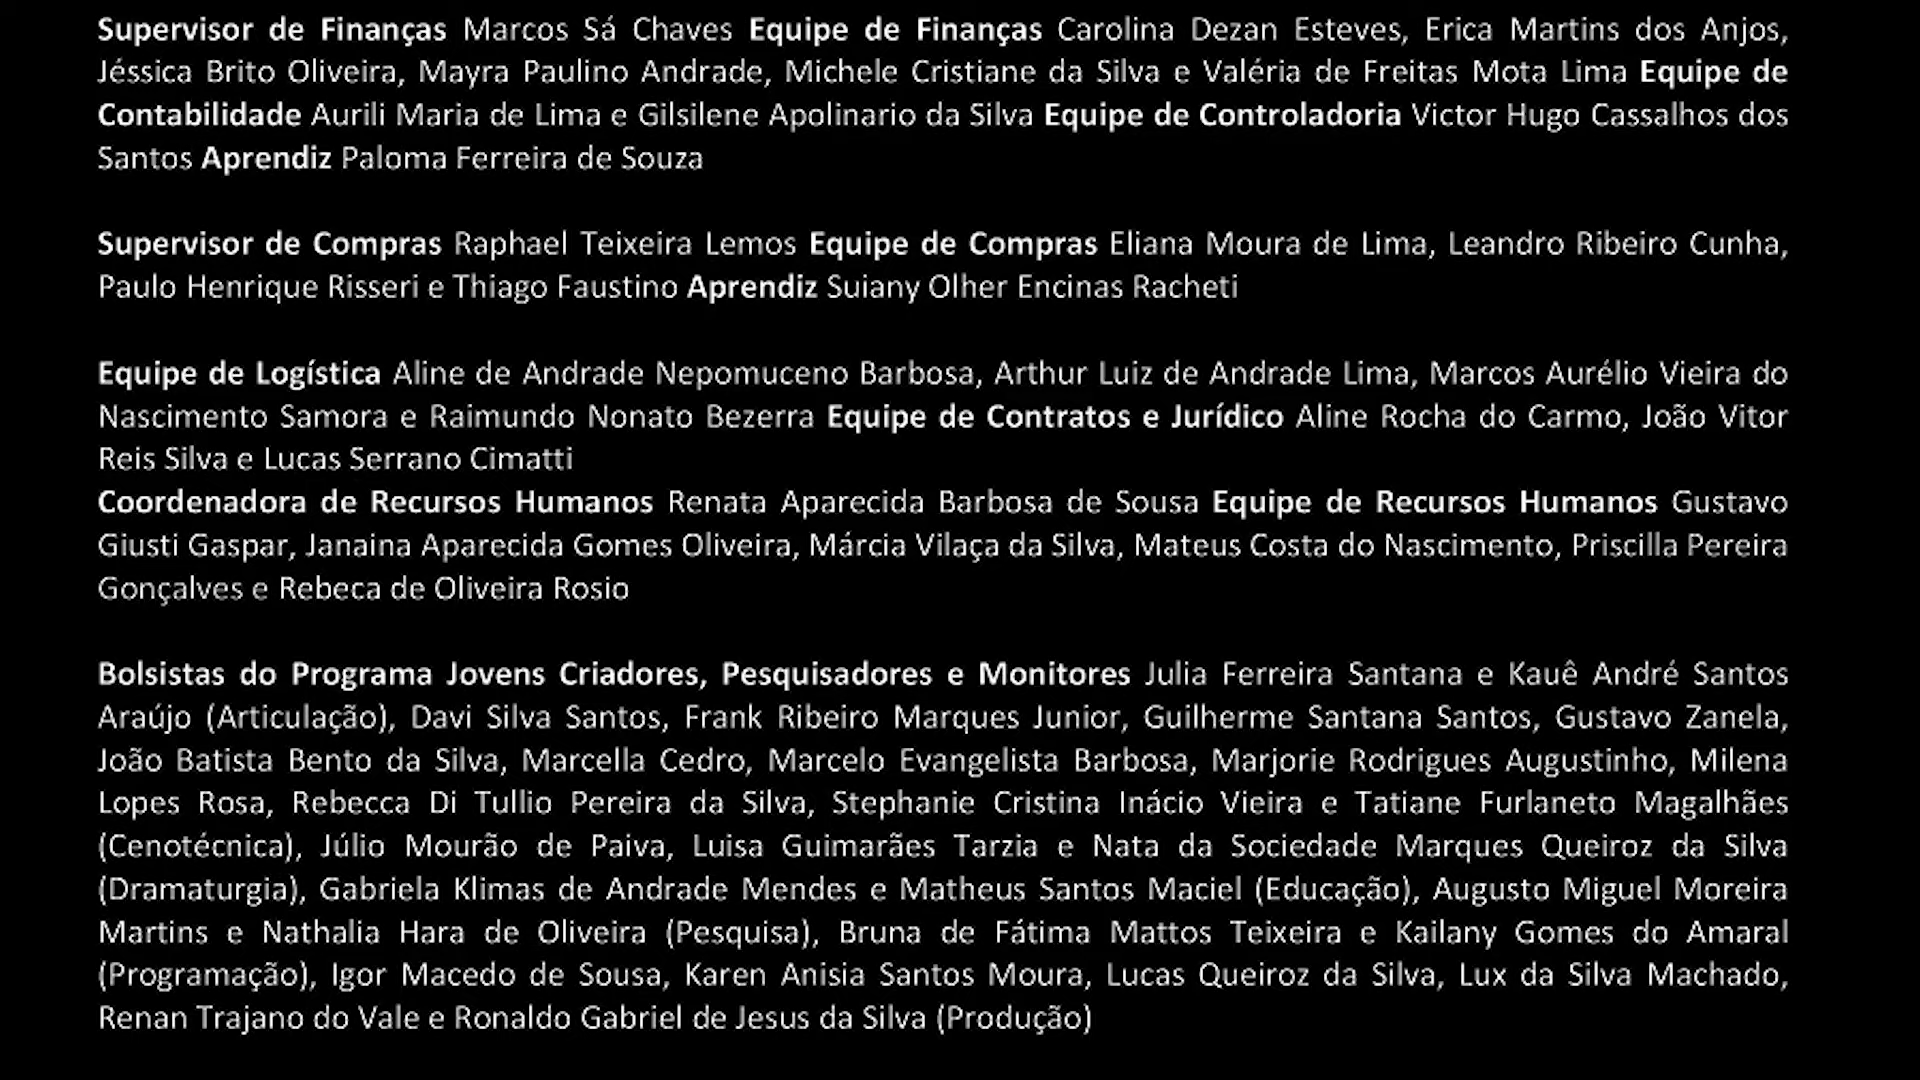 Supervisor de Finanças Marcos Sá Chaves Equipe de Finanças Carolina Dezan Esteves, Erica Martins dos Anjos,
Jéssica Brito Oliveira, Mayra Paulino Andrade, Michele Cristiane da Silva e Valéria de Freitas Mota Lima Equipe de
Contabilidade Aurili Maria de Lima e Gilsilene Apolinario da Silva Equipe de Controladoria Victor Hugo Cassalhos dos
Santos Aprendiz Paloma Ferreira de Souza
Supervisor de Compras Raphael Teixeira Lemos Equipe de Compras Eliana Moura de Lima, Leandro Ribeiro Cunha,
Paulo Henrique Risseri e Thiago Faustino Aprendiz Suiany Olher Encinas Racheti
Equipe de Logística Aline de Andrade Nepomuceno Barbosa, Arthur Luiz de Andrade Lima, Marcos Aurélio Vieira do
Nascimento Samora e Raimundo Nonato Bezerra Equipe de Contratos e Jurídico Aline Rocha do Carmo, João Vitor
Reis Silva e Lucas Serrano Cimatti
Coordenadora de Recursos Humanos Renata Aparecida Barbosa de Sousa Equipe de Recursos Humanos Gustavo
Giusti Gaspar, Janaina Aparecida Gomes Oliveira, Márcia Vilaça da Silva, Mateus Costa do Nascimento, Priscilla Pereira
Gonçalves e Rebeca de Oliveira Rosio
Bolsistas do Programa Jovens Criadores, Pesquisadores e Monitores Julia Ferreira Santana e Kauê André Santos
Araújo (Articulação), Davi Silva Santos, Frank Ribeiro Marques Junior, Guilherme Santana Santos, Gustavo Zanela,
João Batista Bento da Silva, Marcella Cedro, Marcelo Evangelista Barbosa, Marjorie Rodrigues Augustinho, Milena
Lopes Rosa, Rebecca Di Tullio Pereira da Silva, Stephanie Cristina Inácio Vieira e Tatiane Furlaneto Magalhães
(Cenotécnica), Júlio Mourão de Paiva, Luisa Guimarães Tarzia e Nata da Sociedade Marques Queiroz da Silva
(Dramaturgia), Gabriela Klimas de Andrade Mendes e Matheus Santos Maciel (Educação), Augusto Miguel Moreira
Martins e Nathalia Hara de Oliveira (Pesquisa), Bruna de Fátima Mattos Teixeira e Kailany Gomes do Amaral
(Programação), Igor Macedo de Sousa, Karen Anisia Santos Moura, Lucas Queiroz da Silva, Lux da Silva Machado,
Renan Trajano do Vale e Ronaldo Gabriel de Jesus da Silva (Produção)